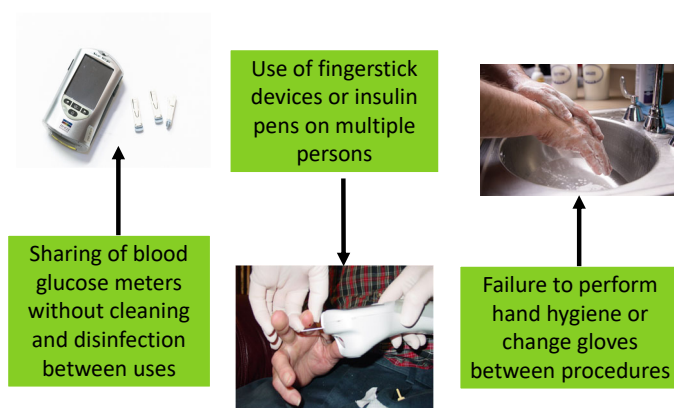 Use of fingerstick
devices or insulin
pens on multiple
persons
Sharing of blood
glucose meters
without cleaning
and disinfection
between uses
Failure to perform
hand hygiene or
change gloves
between procedures